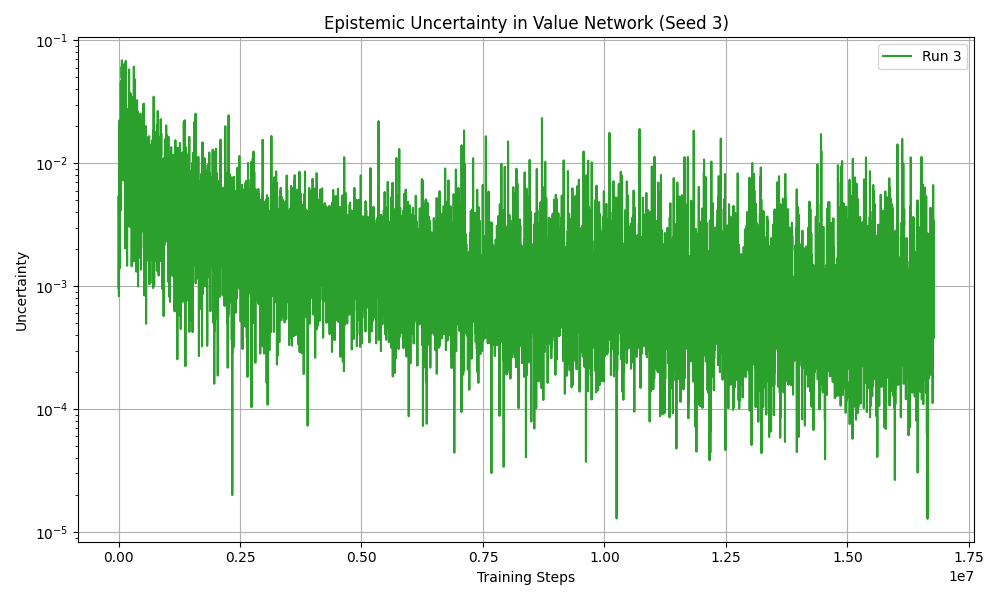 Epistemic Uncertainty in Value Network (Seed 3)
Run 3
Uncertainty
10⁻¹
10⁻²
10⁻³
10⁻⁴
10⁻⁵
0.00 0.25 0.50 0.75 1.00 1.25 1.50 1.75
1e7
Training Steps